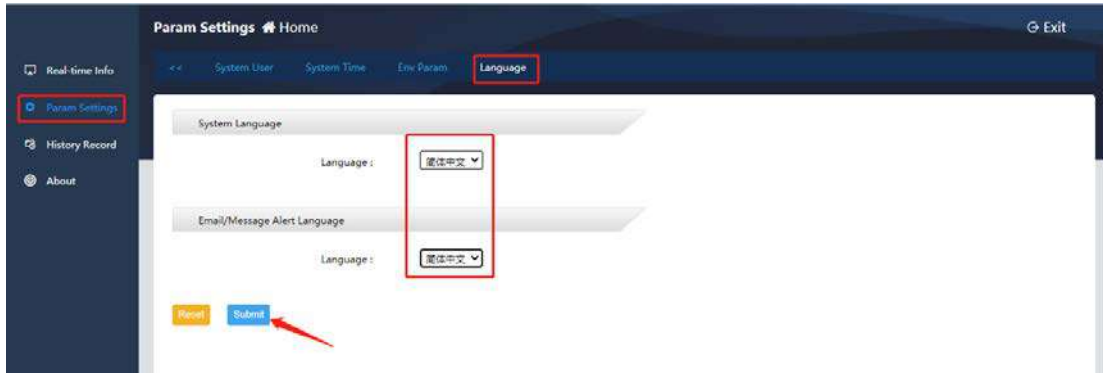 Param Settings Home
Exit
Real-time Info
Param Settings
History Record
About
<< System User System Time Env Param Language
System Language
Language : 简体中文
Email/Message Alert Language
Language : 简体中文
Reset Submit